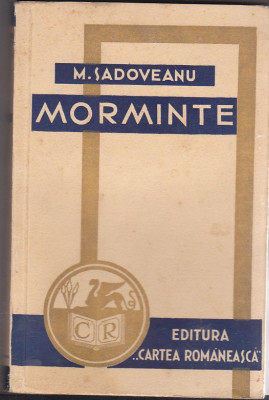 M. SADOVEANU
MORMINTE
CR
EDITURA
„CARTEA ROMÂNEASCĂ"